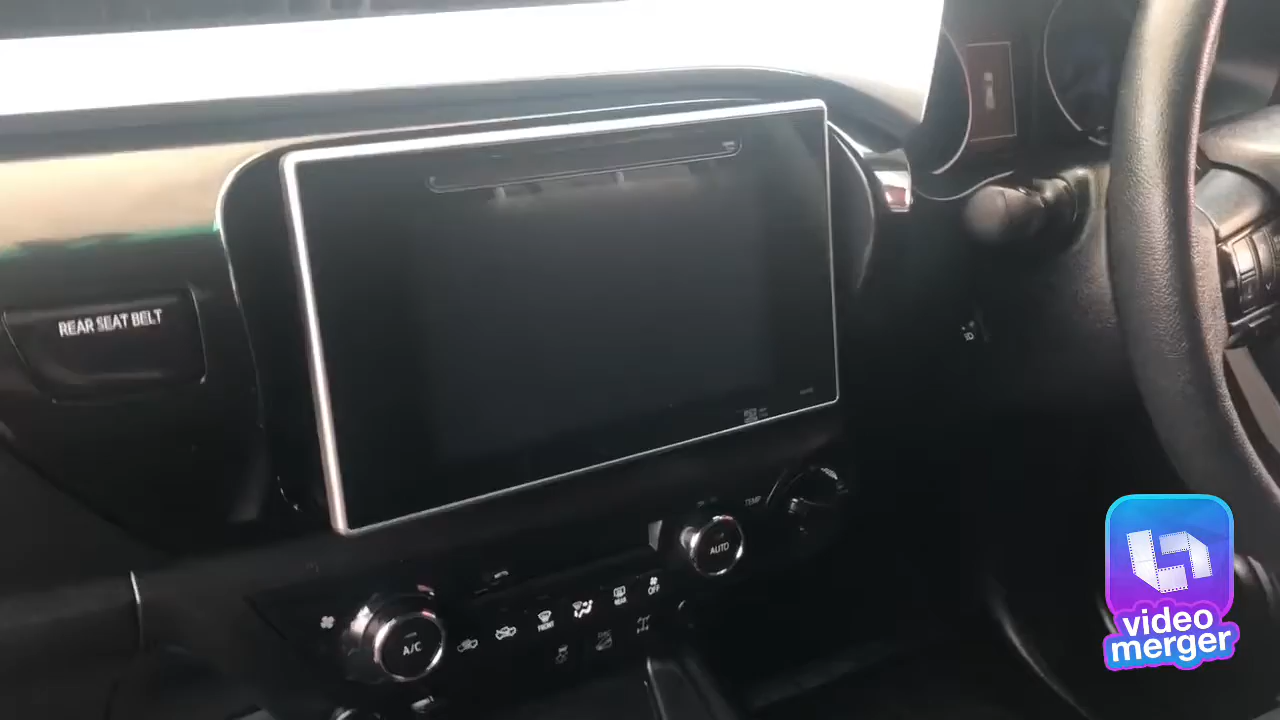 REAR SEAT BELT
TEMP
AUTO
OFF
REAR
FRONT
A/C
video
merger